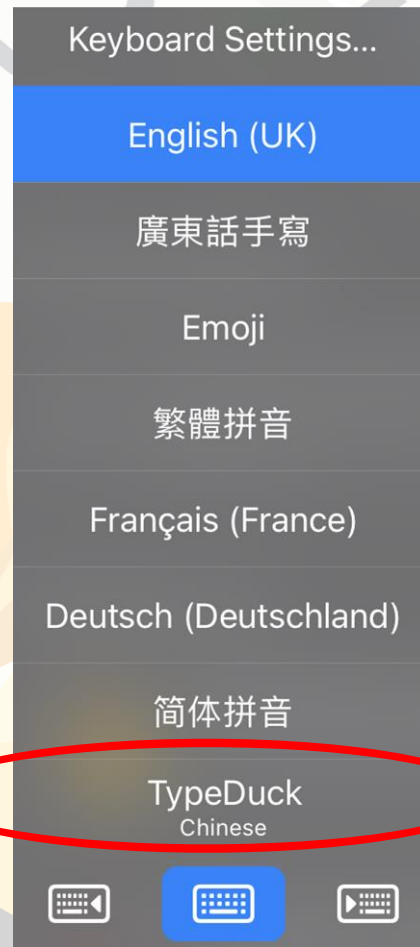 Keyboard Settings...
English (UK)
廣東話手寫
Emoji
繁體拼音
Français (France)
Deutsch (Deutschland)
简体拼音
TypeDuck
Chinese